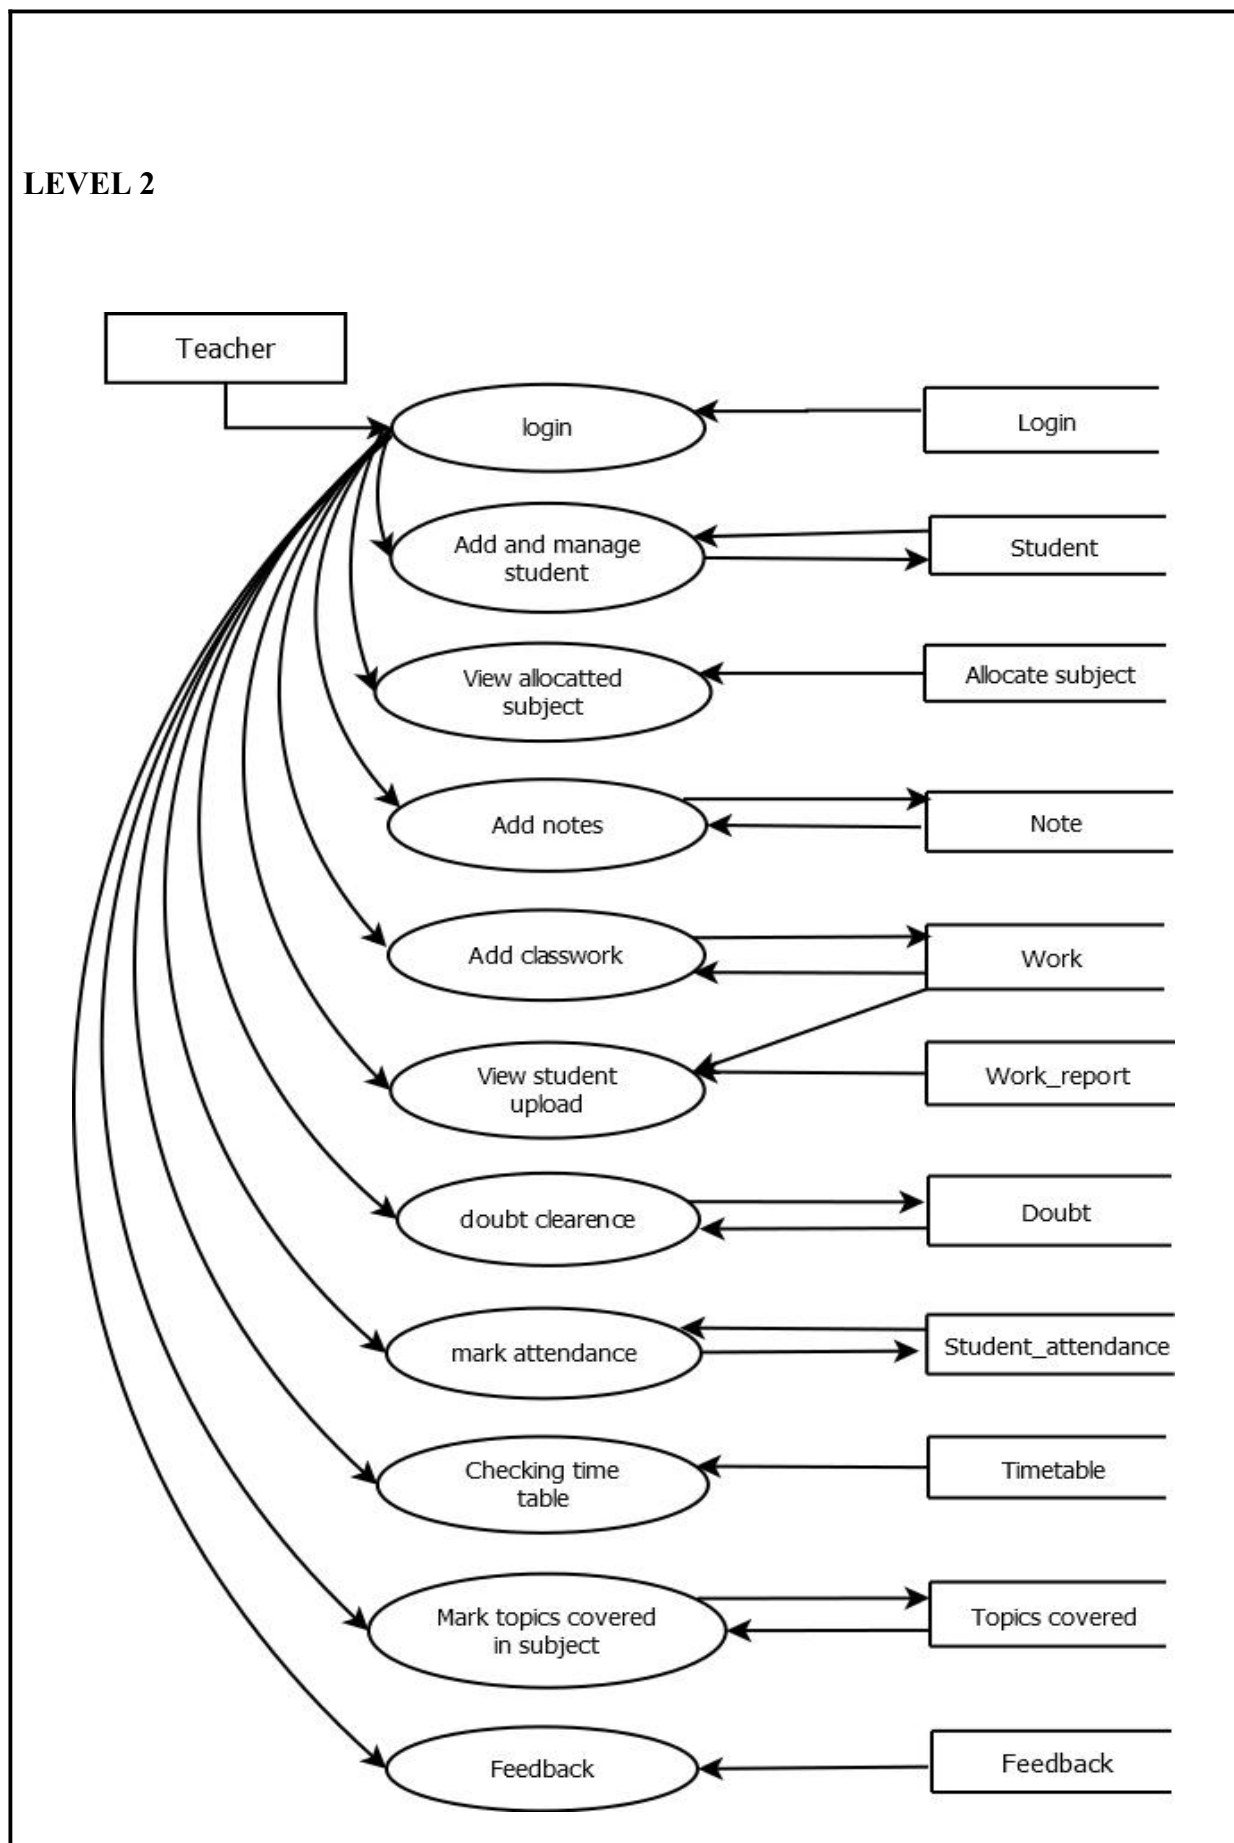 LEVEL 2
Teacher
login
Login
Add and manage
student
Student
View allocatted
subject
Allocate subject
Add notes
Note
Add classwork
Work
View student
upload
Work_report
doubt clearence
Doubt
mark attendance
Student_attendance
Checking time
table
Timetable
Mark topics covered
in subject
Topics covered
Feedback
Feedback